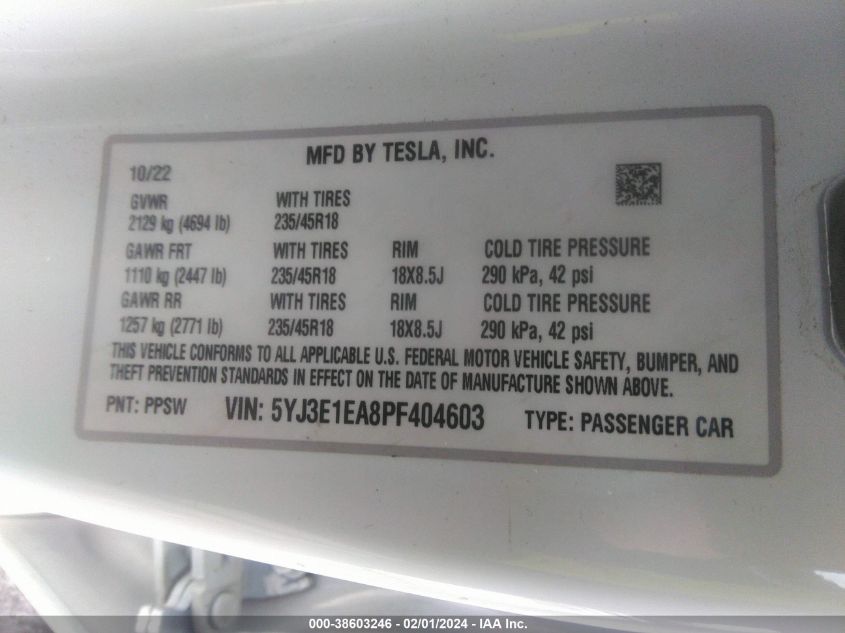 MFD BY TESLA, INC.
10/22
GVWR WITH TIRES
2129 kg (4694 lb) 235/45R18
GAWR FRT WITH TIRES RIM COLD TIRE PRESSURE
1110 kg (2447 lb) 235/45R18 18X8.5J 290 kPa, 42 psi
GAWR RR WITH TIRES RIM COLD TIRE PRESSURE
1257 kg (2771 lb) 235/45R18 18X8.5J 290 kPa, 42 psi
THIS VEHICLE CONFORMS TO ALL APPLICABLE U.S. FEDERAL MOTOR VEHICLE SAFETY, BUMPER, AND
THEFT PREVENTION STANDARDS IN EFFECT ON THE DATE OF MANUFACTURE SHOWN ABOVE.
PNT: PPSW VIN: 5YJ3E1EA8PF404603 TYPE: PASSENGER CAR
000-38603246 - 02/01/2024 - IAA Inc.